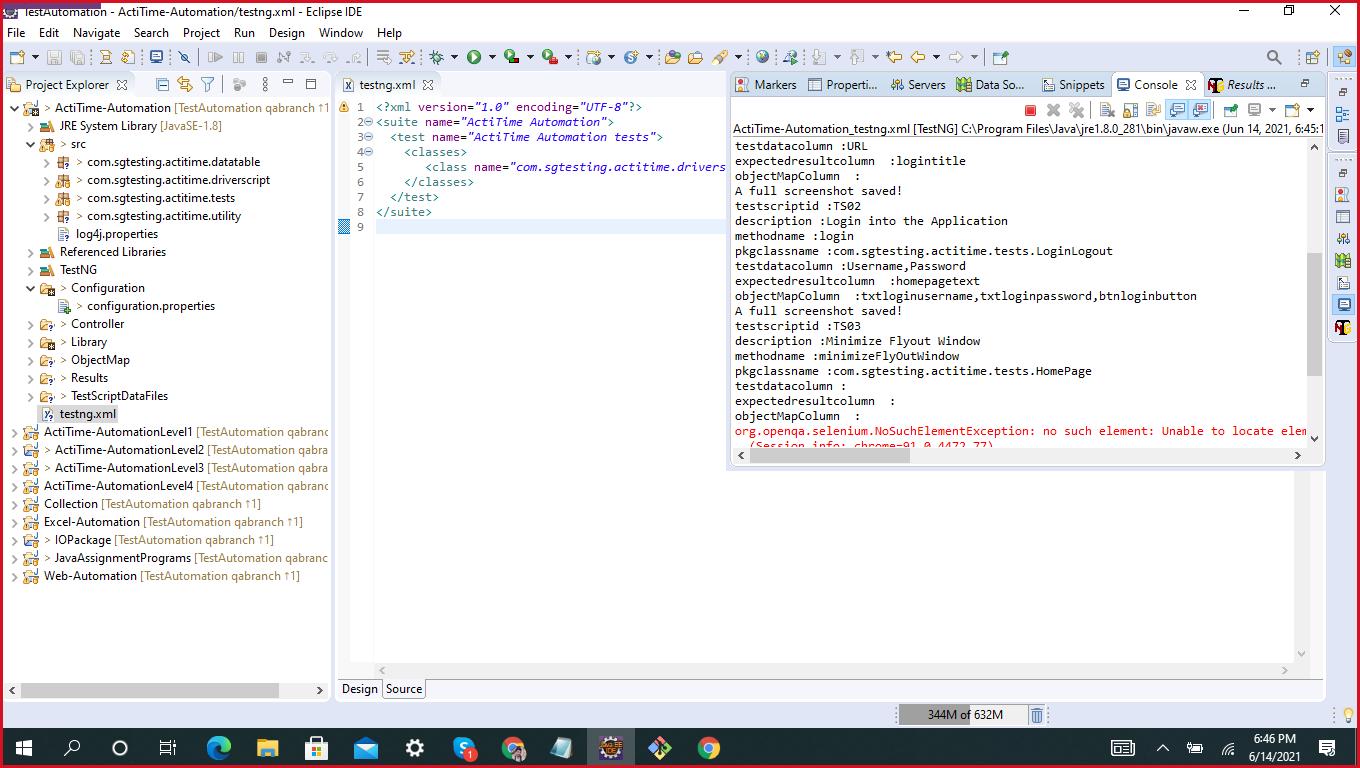 TestAutomation - ActiTime-Automation/testng.xml - Eclipse IDE
File Edit Navigate Search Project Run Design Window Help
Project Explorer
ActiTime-Automation [TestAutomation qabranch ↑1
JRE System Library [JavaSE-1.8]
> src
> com.sgtesting.actitime.datatable
> com.sgtesting.actitime.driverscript
> com.sgtesting.actitime.tests
> com.sgtesting.actitime.utility
log4j.properties
Referenced Libraries
TestNG
> Configuration
> configuration.properties
> Controller
> Library
> ObjectMap
> Results
> TestScriptDataFiles
testng.xml
ActiTime-AutomationLevel1 [TestAutomation qabranc
> ActiTime-AutomationLevel2 [TestAutomation qabranc
> ActiTime-AutomationLevel3 [TestAutomation qabranc
ActiTime-AutomationLevel4 [TestAutomation qabranc
Collection [TestAutomation qabranch ↑1]
Excel-Automation [TestAutomation qabranch ↑1]
> IOPackage [TestAutomation qabranch ↑1]
> JavaAssignmentPrograms [TestAutomation qabranc
Web-Automation [TestAutomation qabranch ↑1]
testng.xml
1 <?xml version="1.0" encoding="UTF-8"?>
2 <suite name="ActiTime Automation">
3 <test name="ActiTime Automation tests">
4 <classes>
5 <class name="com.sgtesting.actitime.drivers
6 </classes>
7 </test>
8 </suite>
9
Design Source
Markers Properti... Servers Data So... Snippets Console Results ...
ActiTime-Automation_testng.xml [TestNG] C:\Program Files\Java\jre1.8.0_281\bin\javaw.exe (Jun 14, 2021, 6:45:1
testdatacolumn :URL
expectedresultcolumn :logintitle
objectMapColumn :
A full screenshot saved!
testscriptid :TS02
description :Login into the Application
methodname :login
pkgclassname :com.sgtesting.actitime.tests.LoginLogout
testdatacolumn :Username,Password
expectedresultcolumn :homepagetext
objectMapColumn :txtloginusername,txtloginpassword,btnloginbutton
A full screenshot saved!
testscriptid :TS03
description :Minimize Flyout Window
methodname :minimizeFlyOutWindow
pkgclassname :com.sgtesting.actitime.tests.HomePage
testdatacolumn :
expectedresultcolumn :
objectMapColumn :
org.openqa.selenium.NoSuchElementException: no such element: Unable to locate elem
(Session info: chrome=91.0.4472.77)
344M of 632M
1
JAVA EE
IDE
6:46 PM
6/14/2021